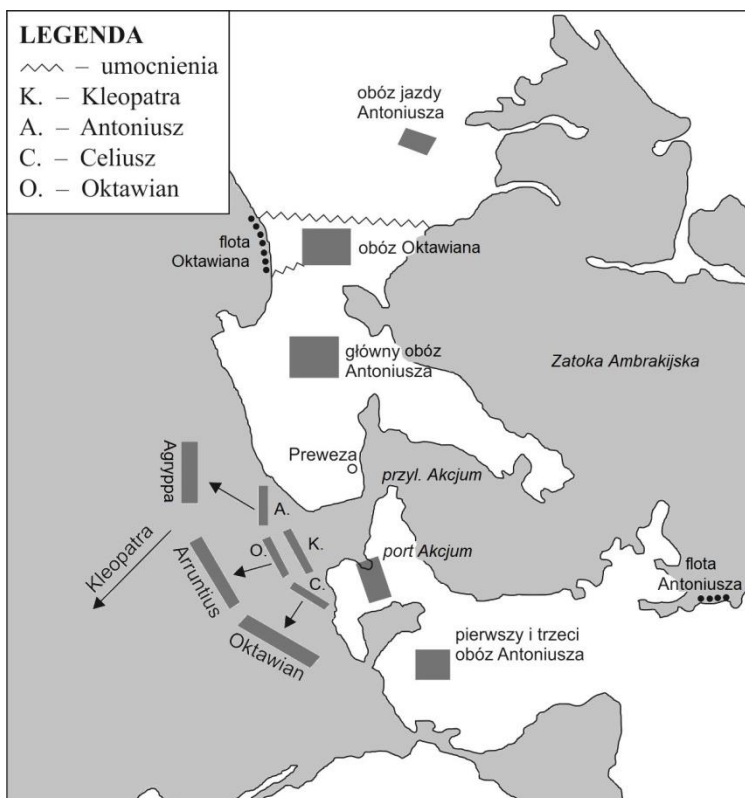 LEGENDA
– umocnienia
K. – Kleopatra
A. – Antoniusz
C. – Celiusz
O. – Oktawian
obóz jazdy
Antoniusza
flota
Oktawiana
obóz Oktawiana
główny obóz
Antoniusza
Zatoka Ambrakijska
Preweza
przyl. Akcjum
Agryppa
A.
K.
O.
C.
Kleopatra
Arruntius
Oktawian
port Akcjum
flota
Antoniusza
pierwszy i trzeci
obóz Antoniusza